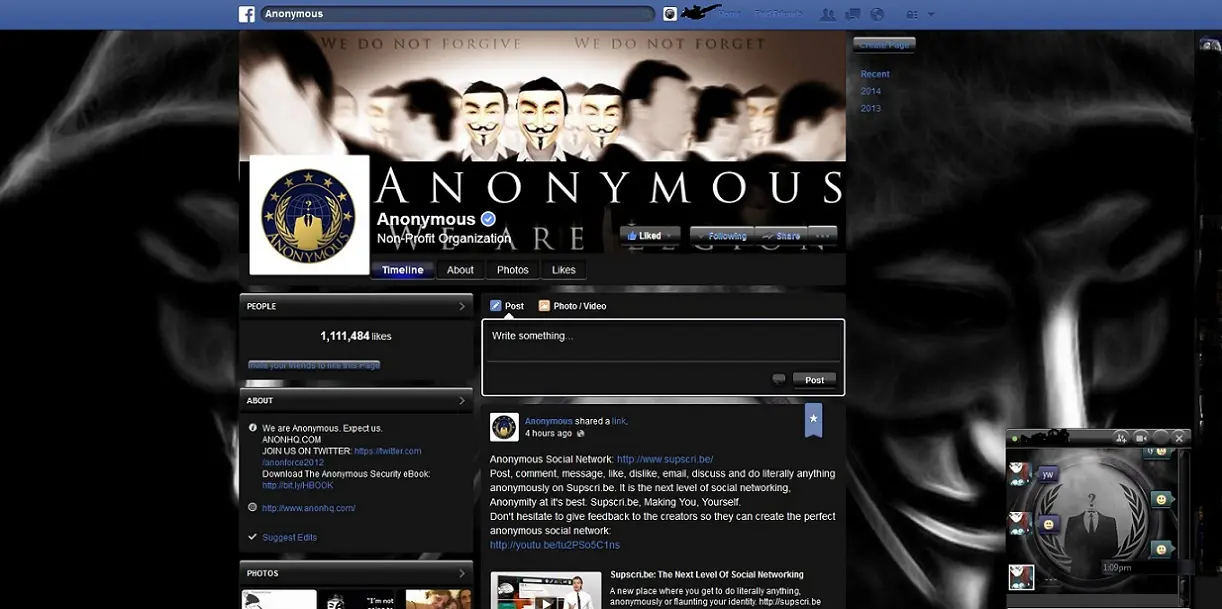 Anonymous
Find Friends
WE DO NOT FORGIVE WE DO NOT FORGET
ANONYMOUS
Anonymous
WE ARE LEGION
Non-Profit Organization
Liked
Following
Share
ANONYMOUS
Timeline
About
Photos
Likes
Create Page
Recent
2014
2013
PEOPLE
1,111,484 likes
Invite your friends to like this Page
ABOUT
We are Anonymous. Expect us.
ANONHQ.COM
JOIN US ON TWITTER: https://twitter.com
/anonforce2012
Download The Anonymous Security eBook:
http://bit.ly/HBOOK
http://www.anonhq.com/
Suggest Edits
PHOTOS
"I'm not
Post
Photo / Video
Write something...
Post
Anonymous shared a link.
4 hours ago
Anonymous Social Network: http://www.supscri.be/
Post, comment, message, like, dislike, email, discuss and do literally anything
anonymously on Supscri.be. It is the next level of social networking,
Anonymity at it's best. Supscri.be, Making You, Yourself.
Don't hesitate to give feedback to the creators so they can create the perfect
anonymous social network:
http://youtu.be/tu2PSo5C1ns
Supscri.be: The Next Level Of Social Networking
A new place where you get to do literally anything,
anonymously or flaunting your identity. http://supscri.be
yw
?
1:09pm